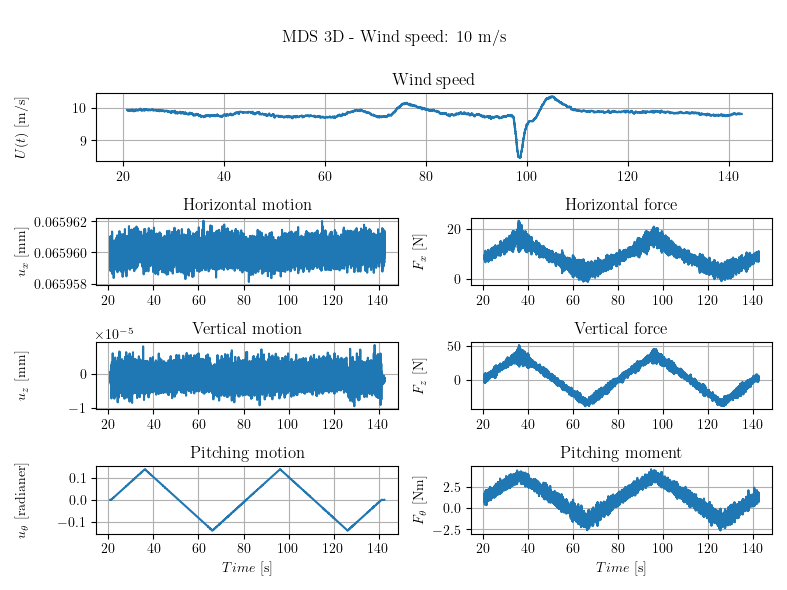 MDS 3D - Wind speed: 10 m/s
Wind speed
U(t) [m/s]
10
9
20 40 60 80 100 120 140
Horizontal motion
u_x [mm]
0.065962
0.065960
0.065958
20 40 60 80 100 120 140
Horizontal force
F_x [N]
20
0
20 40 60 80 100 120 140
Vertical motion
×10⁻⁵
u_z [mm]
0
−1
20 40 60 80 100 120 140
Vertical force
F_z [N]
50
0
20 40 60 80 100 120 140
Pitching motion
u_θ [radianer]
0.1
0.0
−0.1
20 40 60 80 100 120 140
Time [s]
Pitching moment
F_θ [Nm]
2.5
0.0
−2.5
20 40 60 80 100 120 140
Time [s]